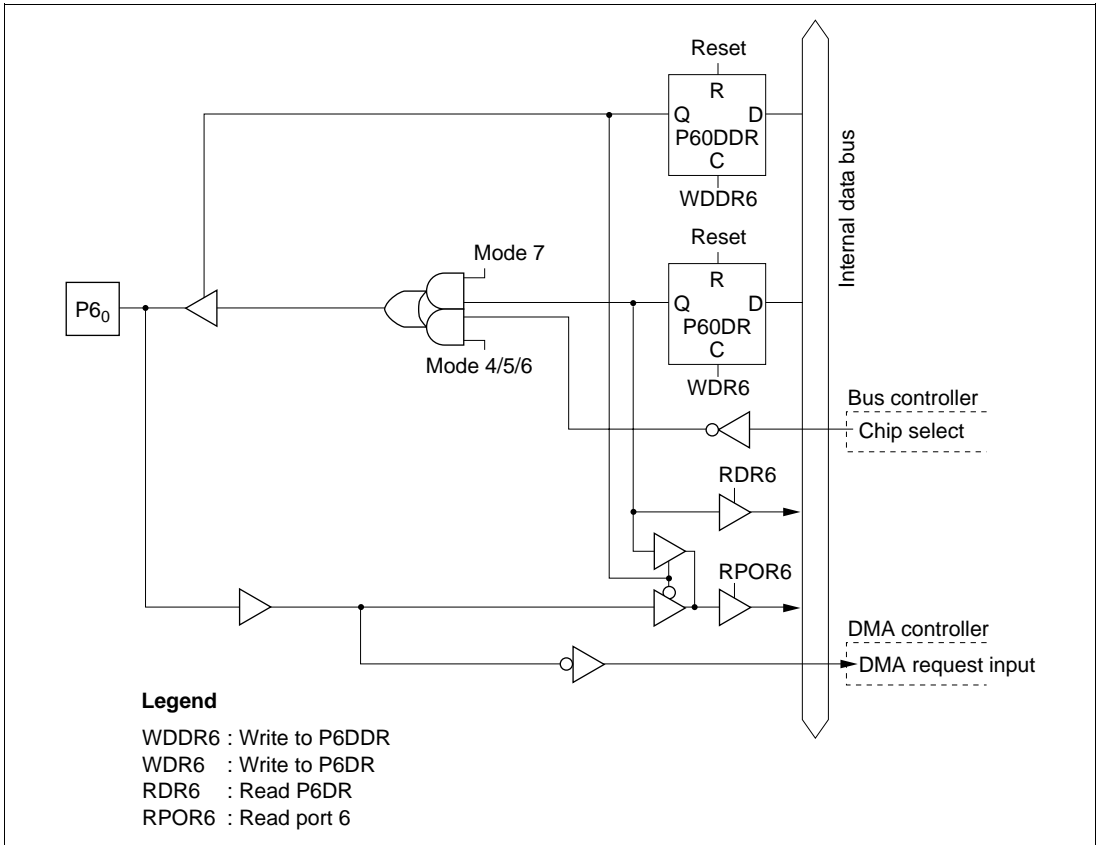 Reset
R
Q D
P60DDR
C
WDDR6
Internal data bus
Reset
Mode 7
R
Q D
P6₀
P60DR
C
Mode 4/5/6
WDR6
Bus controller
Chip select
RDR6
RPOR6
DMA controller
DMA request input
Legend
WDDR6 : Write to P6DDR
WDR6 : Write to P6DR
RDR6 : Read P6DR
RPOR6 : Read port 6